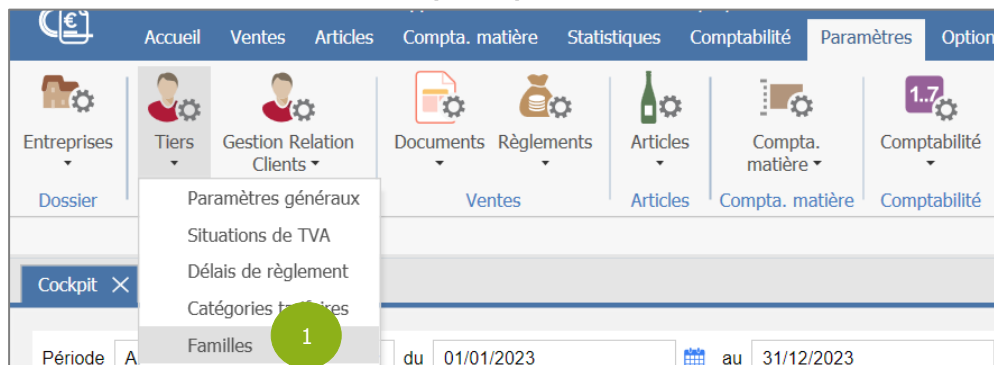 Accueil Ventes Articles Compta. matière Statistiques Comptabilité Paramètres Option
1..7
Entreprises Tiers Gestion Relation Clients Documents Règlements Articles Compta. matière Comptabilité
Dossier Ventes Articles Compta. matière Comptabilité
Paramètres généraux
Situations de TVA
Délais de règlement
Cockpit
Catégories
Familles 1
Période A du 01/01/2023 au 31/12/2023